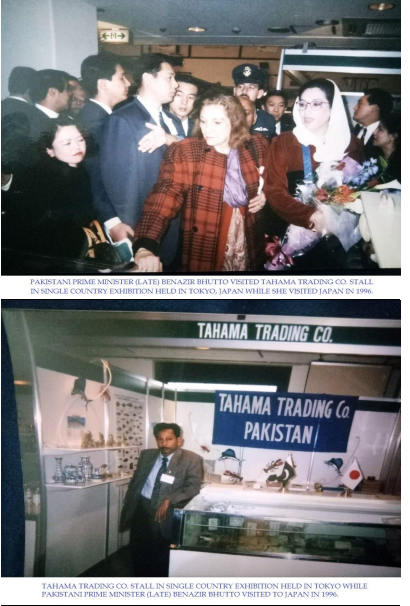 M
PAKISTANI PRIME MINISTER (LATE) BENAZIR BHUTTO VISITED TAHAMA TRADING CO. STALL
IN SINGLE COUNTRY EXHIBITION HELD IN TOKYO, JAPAN WHILE SHE VISITED JAPAN IN 1996.
TAHAMA TRADING CO.
TAHAMA TRADING Co.
PAKISTAN
TAHAMA TRADING CO. STALL IN SINGLE COUNTRY EXHIBITION HELD IN TOKYO WHILE
PAKISTANI PRIME MINISTER (LATE) BENAZIR BHUTTO VISITED TO JAPAN IN 1996.